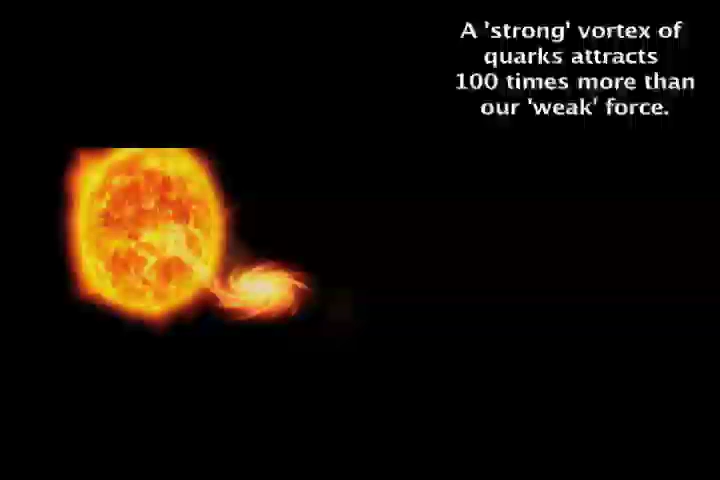 A 'strong' vortex of
quarks attracts
100 times more than
our 'weak' force.